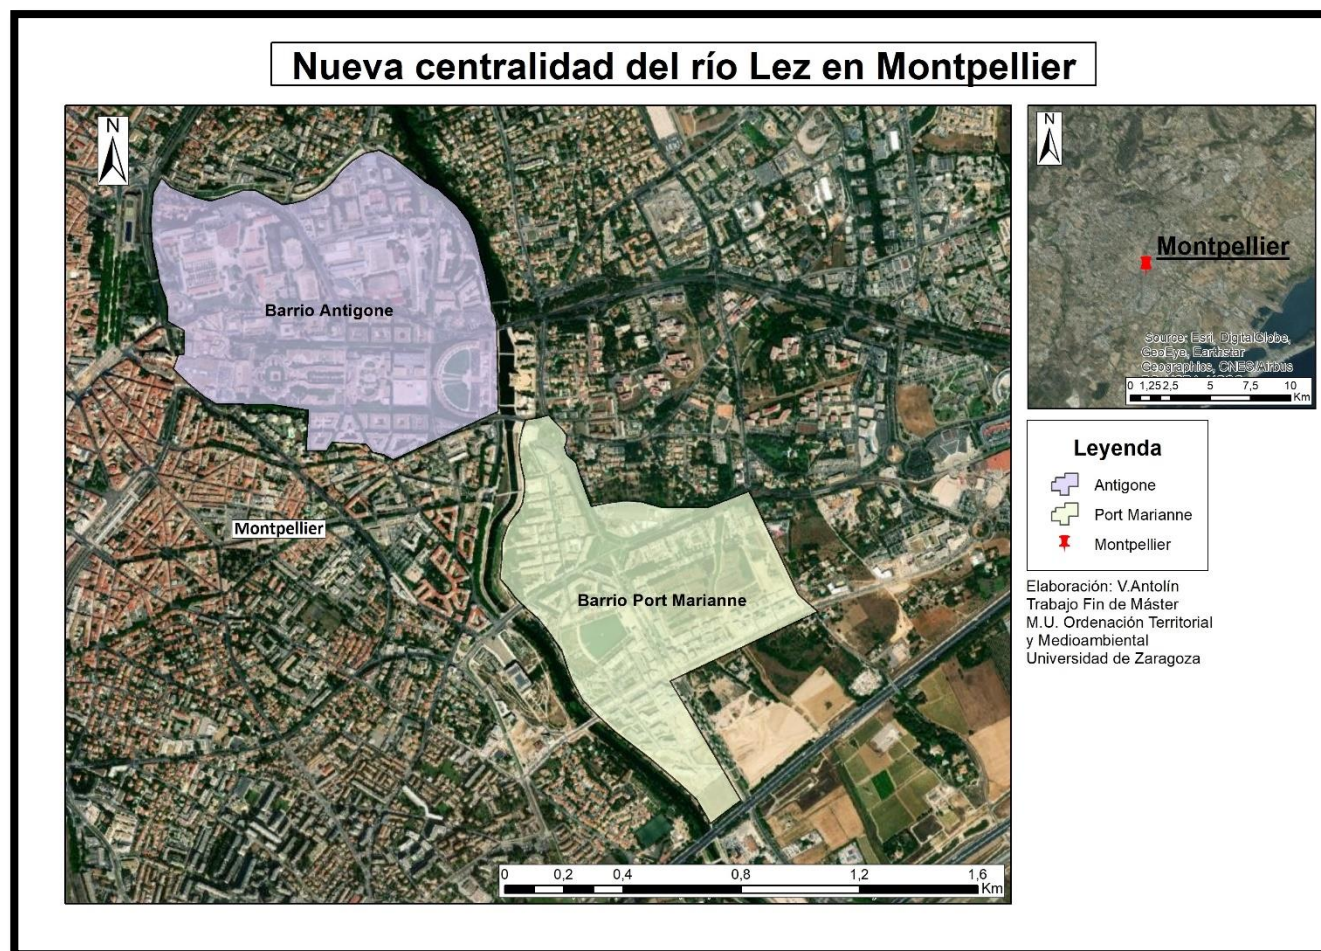 Nueva centralidad del río Lez en Montpellier
N
Barrio Antigone
Montpellier
Barrio Port Marianne
0 0,2 0,4 0,8 1,2 1,6
Km
N
Montpellier
Source: Esri, DigitalGlobe,
GeoEye, Earthstar
Geographics, CNES/Airbus
0 1,25 2,5 5 7,5 10
Km
Leyenda
Antigone
Port Marianne
Montpellier
Elaboración: V.Antolín
Trabajo Fin de Máster
M.U. Ordenación Territorial
y Medioambiental
Universidad de Zaragoza